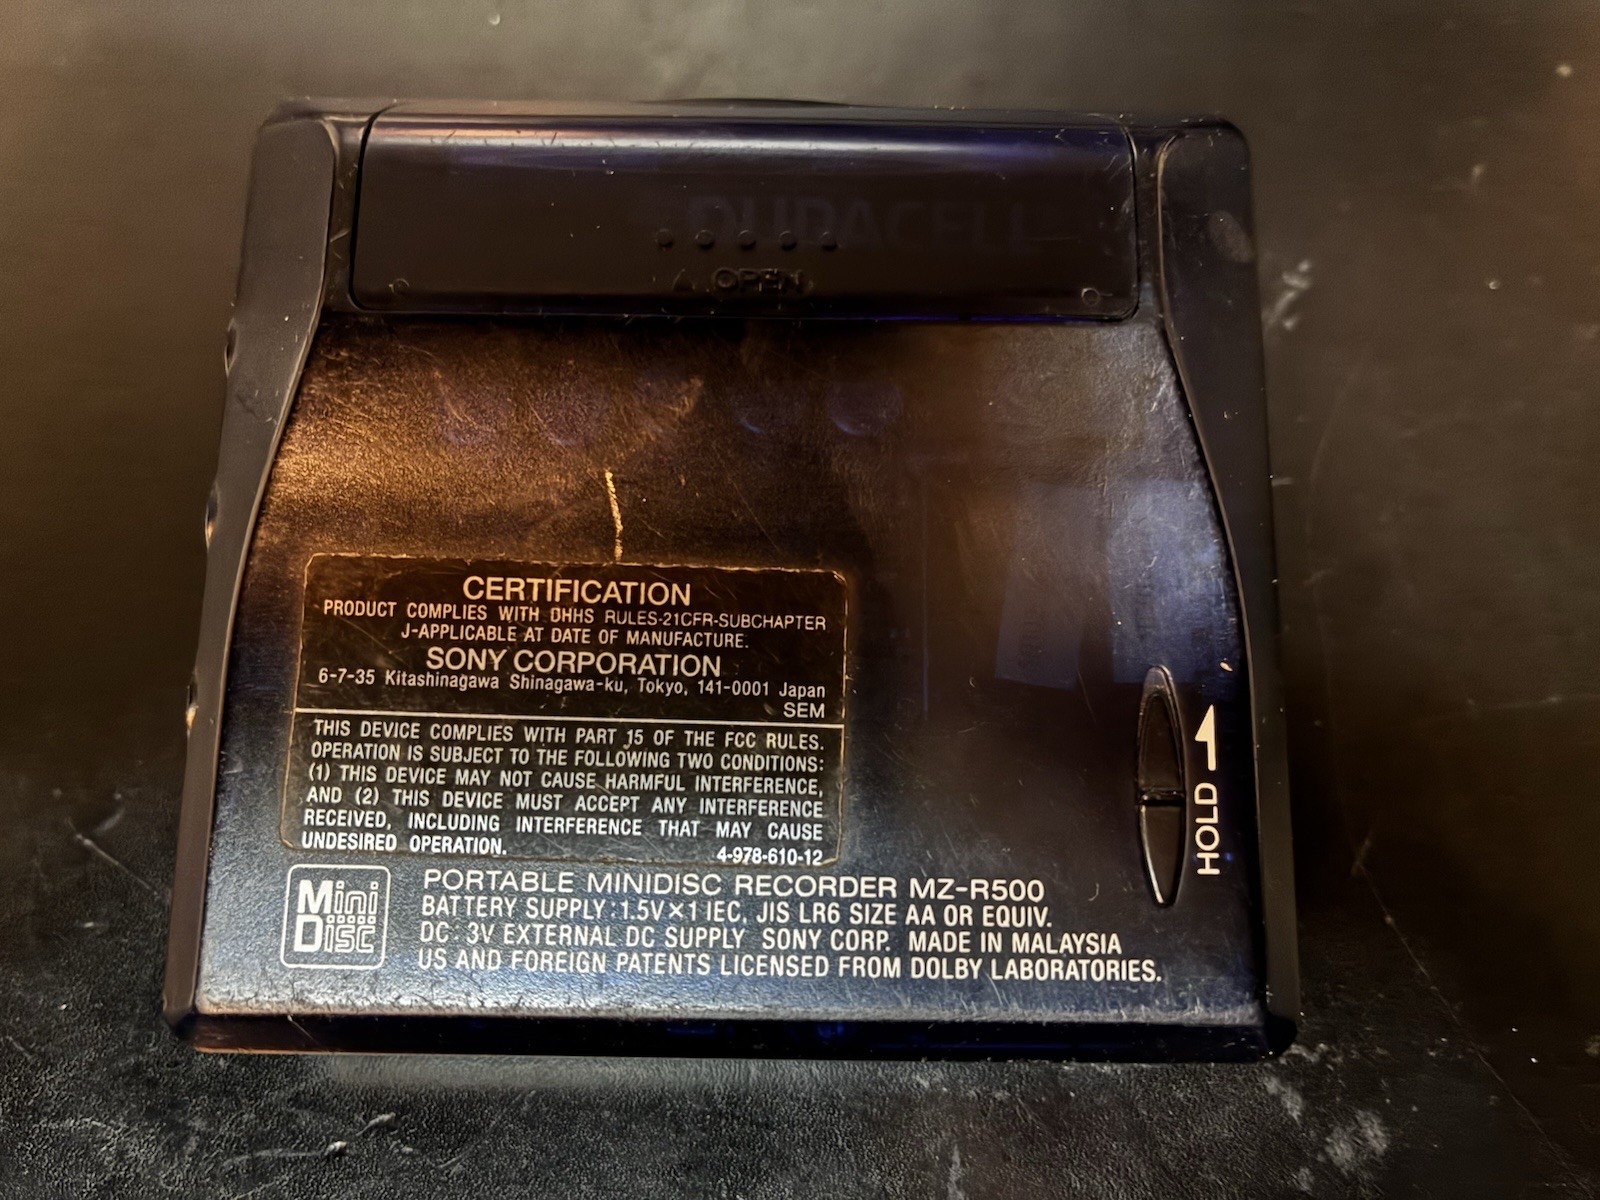 DURACELL
OPEN
CERTIFICATION
PRODUCT COMPLIES WITH DHHS RULES-21CFR-SUBCHAPTER
J-APPLICABLE AT DATE OF MANUFACTURE.
SONY CORPORATION
6-7-35 Kitashinagawa Shinagawa-ku, Tokyo, 141-0001 Japan
SEM
THIS DEVICE COMPLIES WITH PART 15 OF THE FCC RULES.
OPERATION IS SUBJECT TO THE FOLLOWING TWO CONDITIONS:
(1) THIS DEVICE MAY NOT CAUSE HARMFUL INTERFERENCE,
AND (2) THIS DEVICE MUST ACCEPT ANY INTERFERENCE
RECEIVED, INCLUDING INTERFERENCE THAT MAY CAUSE
UNDESIRED OPERATION.
4-978-610-12
HOLD
Mini
Disc
PORTABLE MINIDISC RECORDER MZ-R500
BATTERY SUPPLY:1.5V×1 IEC, JIS LR6 SIZE AA OR EQUIV.
DC: 3V EXTERNAL DC SUPPLY SONY CORP. MADE IN MALAYSIA
US AND FOREIGN PATENTS LICENSED FROM DOLBY LABORATORIES.